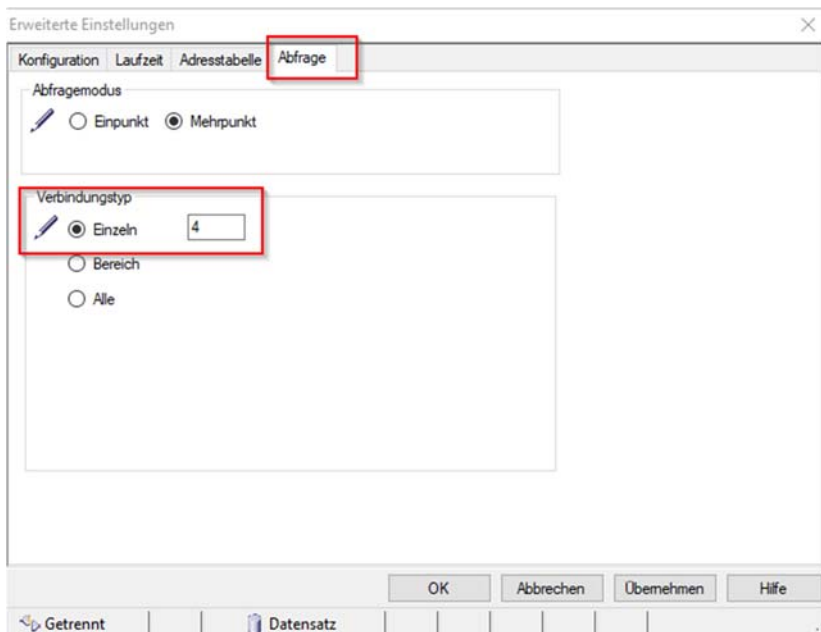 Erweiterte Einstellungen
Konfiguration Laufzeit Adresstabelle Abfrage
Abfragemodus
Einpunkt Mehrpunkt
Verbindungstyp
Einzeln 4
Bereich
Alle
OK Abbrechen Übernehmen Hilfe
Getrennt Datensatz